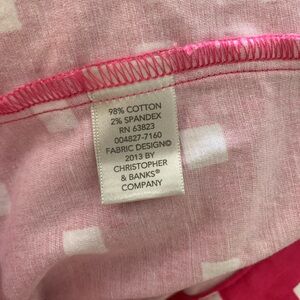 98% COTTON
2% SPANDEX
RN 63823
004827-7160
FABRIC DESIGN©
2013 BY
CHRISTOPHER
& BANKS®
COMPANY